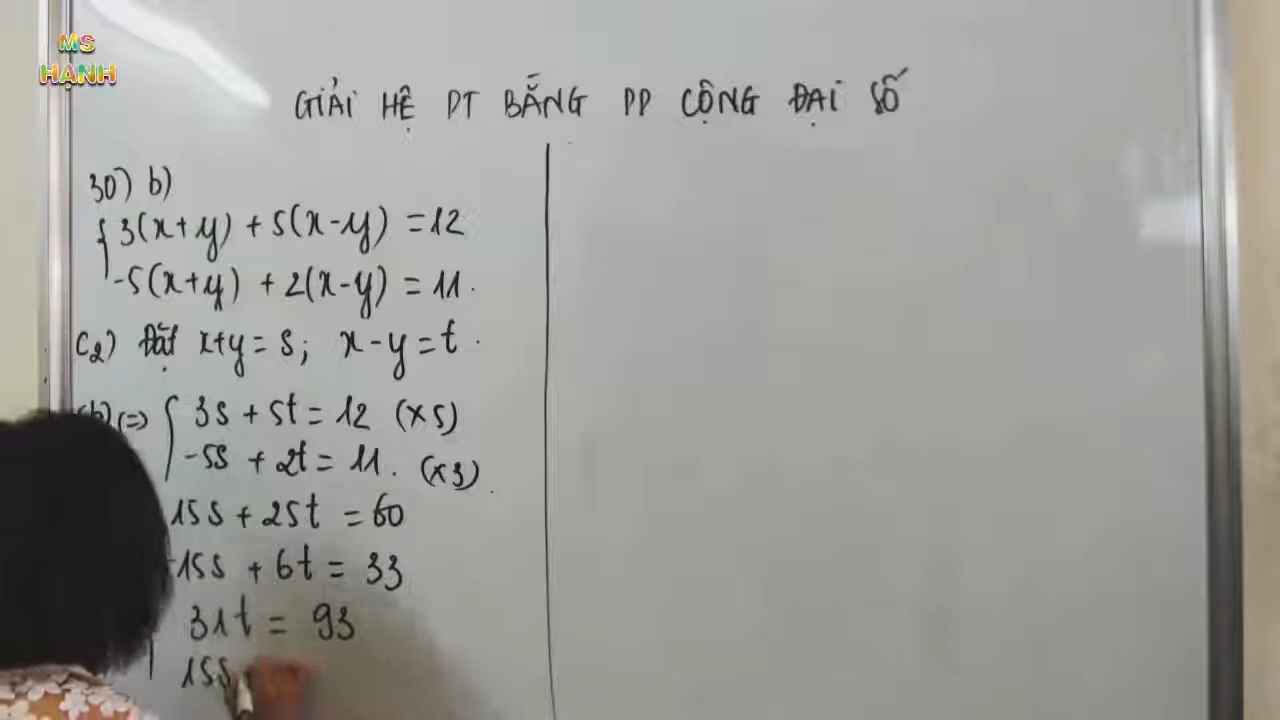 MS
HẠNH
GIẢI HỆ PT BẰNG PP CỘNG ĐẠI SỐ
30) b)
{ 3(x+y) + 5(x-y) = 12
-5(x+y) + 2(x-y) = 11.
C2) Đặt x+y = s; x-y = t.
(b) (=> { 3s + 5t = 12 (x5)
-5s + 2t = 11. (x3).
15s + 25t = 60
-15s + 6t = 33
31t = 93
15s